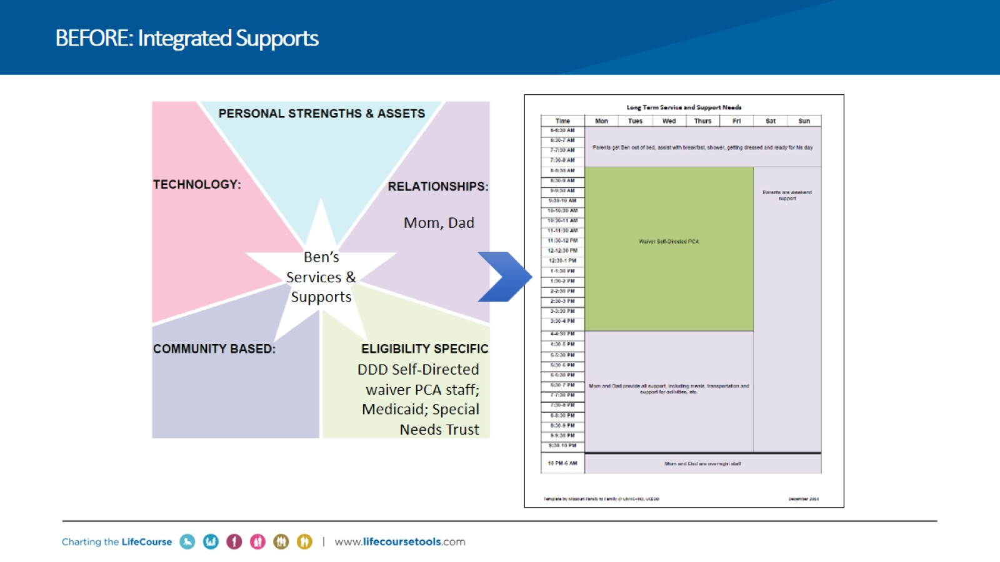 BEFORE: Integrated Supports
PERSONAL STRENGTHS & ASSETS
TECHNOLOGY:
RELATIONSHIPS:
Mom, Dad
Ben’s
Services &
Supports
COMMUNITY BASED:
ELIGIBILITY SPECIFIC
DDD Self-Directed
waiver PCA staff;
Medicaid; Special
Needs Trust
Long Term Service and Support Needs
Time Mon Tues Wed Thurs Fri Sat Sun
6-6:30 AM
6:30-7 AM
7-7:30 AM
7:30-8 AM
Parents get Ben out of bed, assist with breakfast, shower, getting dressed and ready for his day
8-8:30 AM
8:30-9 AM
9-9:30 AM
9:30-10 AM
10-10:30 AM
10:30-11 AM
11-11:30 AM
11:30-12 PM
12-12:30 PM
12:30-1 PM
1-1:30 PM
1:30-2 PM
2-2:30 PM
2:30-3 PM
3-3:30 PM
3:30-4 PM
Waiver Self-Directed PCA
Parents are weekend
support
4-4:30 PM
4:30-5 PM
5-5:30 PM
5:30-6 PM
6-6:30 PM
6:30-7 PM
7-7:30 PM
7:30-8 PM
8-8:30 PM
8:30-9 PM
9-9:30 PM
9:30-10 PM
Mom and Dad provide all support, including meals, transportation and
support for activities, etc.
10 PM-6 AM
Mom and Dad are overnight staff
Template by Missouri Family to Family @ UMKC-IHD, UCEDD
December 2014
Charting the LifeCourse | www.lifecoursetools.com